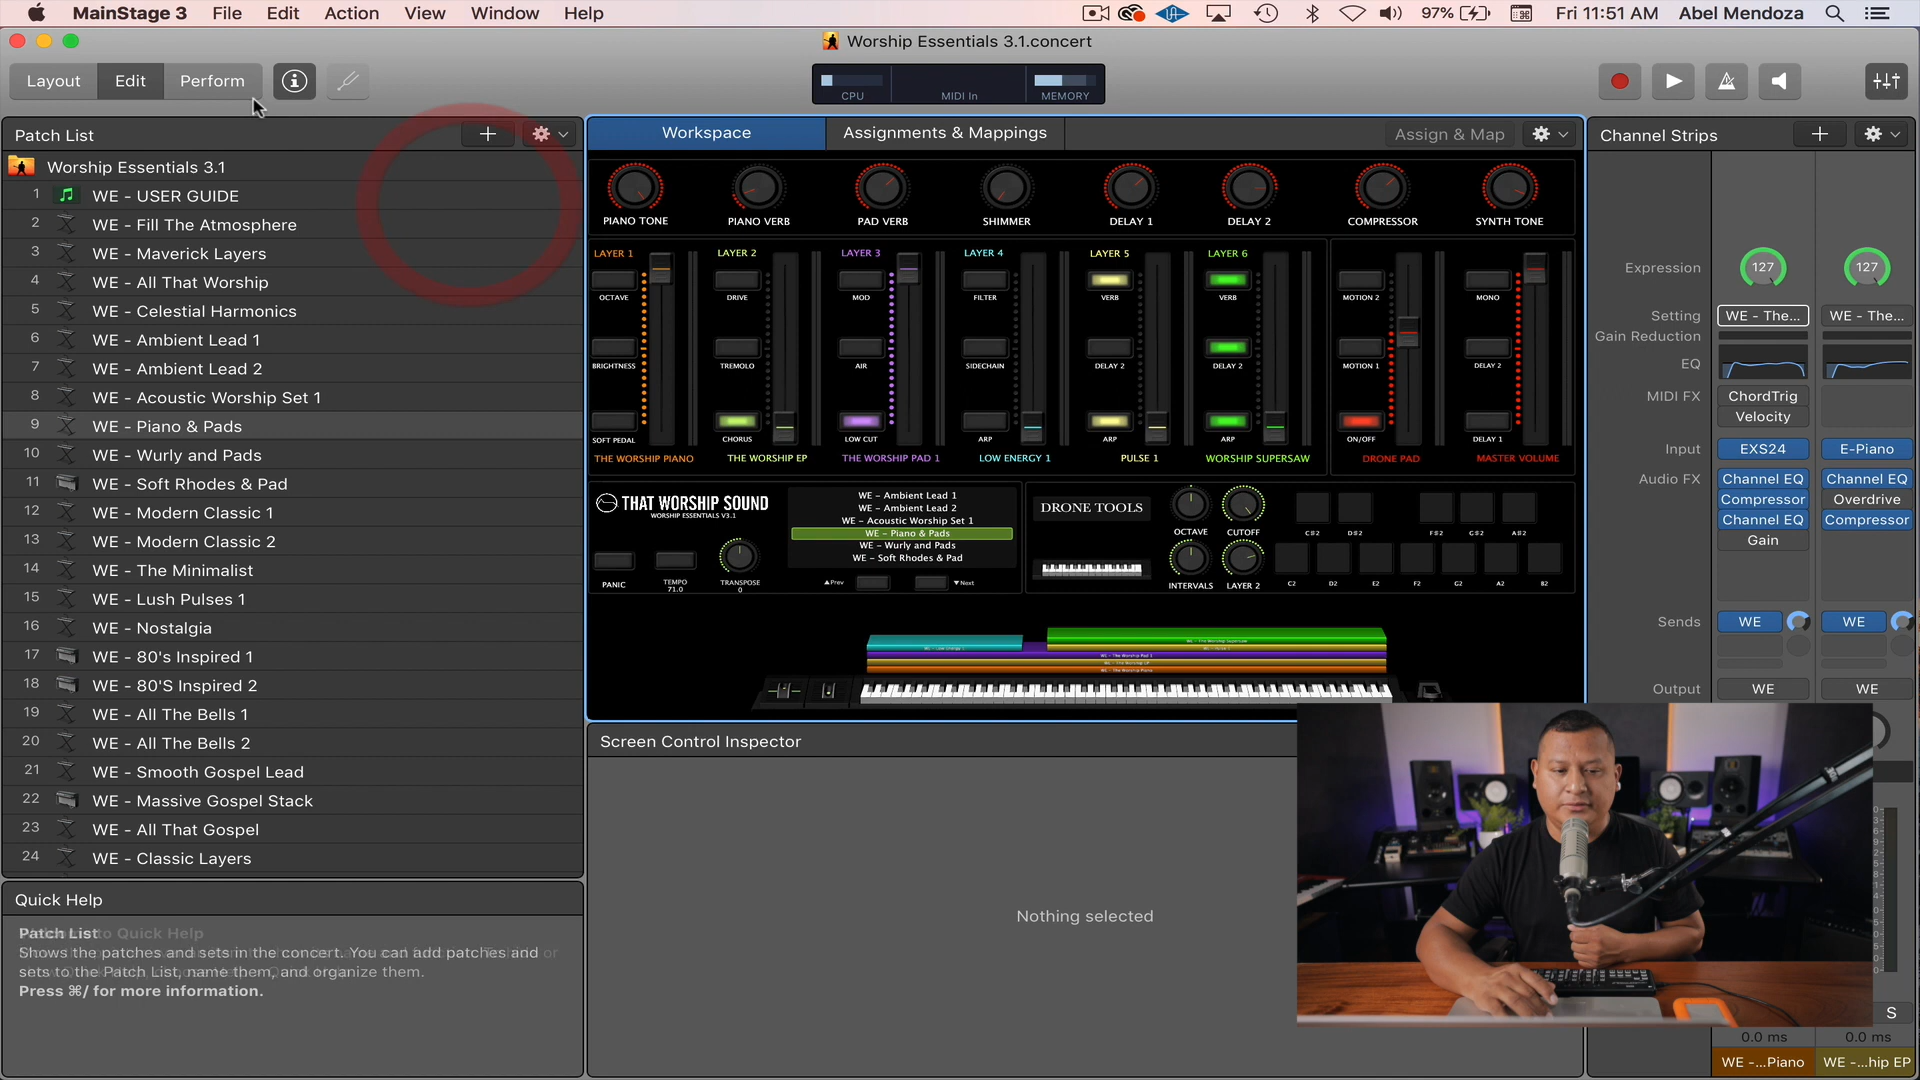 MainStage 3 File Edit Action View Window Help 97% Fri 11:51 AM Abel Mendoza
Worship Essentials 3.1.concert
Layout Edit Perform
CPU MIDI In MEMORY
Patch List
Worship Essentials 3.1
1 WE - USER GUIDE
2 WE - Fill The Atmosphere
3 WE - Maverick Layers
4 WE - All That Worship
5 WE - Celestial Harmonics
6 WE - Ambient Lead 1
7 WE - Ambient Lead 2
8 WE - Acoustic Worship Set 1
9 WE - Piano & Pads
10 WE - Wurly and Pads
11 WE - Soft Rhodes & Pad
12 WE - Modern Classic 1
13 WE - Modern Classic 2
14 WE - The Minimalist
15 WE - Lush Pulses 1
16 WE - Nostalgia
17 WE - 80's Inspired 1
18 WE - 80'S Inspired 2
19 WE - All The Bells 1
20 WE - All The Bells 2
21 WE - Smooth Gospel Lead
22 WE - Massive Gospel Stack
23 WE - All That Gospel
24 WE - Classic Layers
Quick Help
Patch List
Shows the patches and sets in the concert. You can add patches and
sets to the Patch List, name them, and organize them.
Press ⌘/ for more information.
Workspace Assignments & Mappings Assign & Map
PIANO TONE PIANO VERB PAD VERB SHIMMER DELAY 1 DELAY 2 COMPRESSOR SYNTH TONE
LAYER 1 LAYER 2 LAYER 3 LAYER 4 LAYER 5 LAYER 6
OCTAVE DRIVE MOD FILTER VERB VERB MOTION 2 MONO
BRIGHTNESS TREMOLO AIR SIDECHAIN DELAY 2 DELAY 2 MOTION 1 DELAY 2
SOFT PEDAL CHORUS LOW CUT ARP ARP ARP ON/OFF DELAY 1
THE WORSHIP PIANO THE WORSHIP EP THE WORSHIP PAD 1 LOW ENERGY 1 PULSE 1 WORSHIP SUPERSAW DRONE PAD MASTER VOLUME
THAT WORSHIP SOUND
WORSHIP ESSENTIALS V3.1
PANIC TEMPO TRANSPOSE
71.0 0
WE - Ambient Lead 1
WE - Ambient Lead 2
WE - Acoustic Worship Set 1
WE - Piano & Pads
WE - Wurly and Pads
WE - Soft Rhodes & Pad
▲Prev ▼Next
DRONE TOOLS
OCTAVE CUTOFF
INTERVALS LAYER 2
C#2 D#2 F#2 G#2 A#2
C2 D2 E2 F2 G2 A2 B2
Screen Control Inspector
Nothing selected
Channel Strips
Expression 127 127
Setting WE - The... WE - The...
Gain Reduction
EQ
MIDI FX ChordTrig
Velocity
Input EXS24 E-Piano
Audio FX Channel EQ Channel EQ
Compressor Overdrive
Channel EQ Compressor
Gain
Sends WE WE
Output WE WE
S
0.0 ms 0.0 ms
WE -...Piano WE -...hip EP